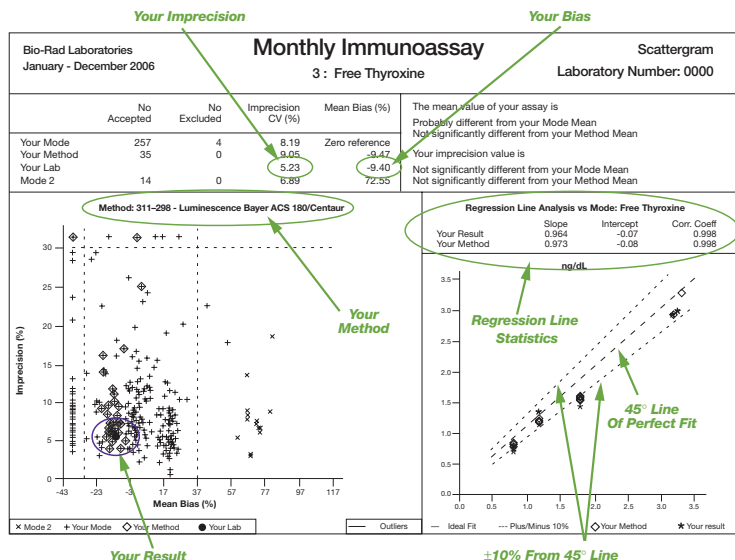 Your Imprecision
Your Bias
Bio-Rad Laboratories
January - December 2006
Monthly Immunoassay
3 : Free Thyroxine
Scattergram
Laboratory Number: 0000
No Accepted
No Excluded
Imprecision CV (%)
Mean Bias (%)
Your Mode 257 4 8.19 Zero reference
Your Method 35 0 9.05 -9.47
Your Lab 5.23 -9.40
Mode 2 14 0 6.89 72.55
The mean value of your assay is
Probably different from your Mode Mean
Not significantly different from your Method Mean
Your imprecision value is
Not significantly different from your Mode Mean
Not significantly different from your Method Mean
Method: 311–298 - Luminescence Bayer ACS 180/Centaur
Imprecision (%)
30
25
20
15
10
5
0
-43 -23 -3 17 37 57 77 97 117
Mean Bias (%)
Your Method
× Mode 2 + Your Mode ◇ Your Method ● Your Lab
Your Result
Regression Line Analysis vs Mode: Free Thyroxine
Slope Intercept Corr. Coeff
Your Result 0.964 -0.07 0.998
Your Method 0.973 -0.08 0.998
ng/dL
Regression Line Statistics
3.5
3.0
2.5
2.0
1.5
1.0
0.5
0.0
0.0 0.5 1.0 1.5 2.0 2.5 3.0 3.5
45° Line
Of Perfect Fit
Outliers Ideal Fit Plus/Minus 10% ◇ Your Method ★ Your result
±10% From 45° Line